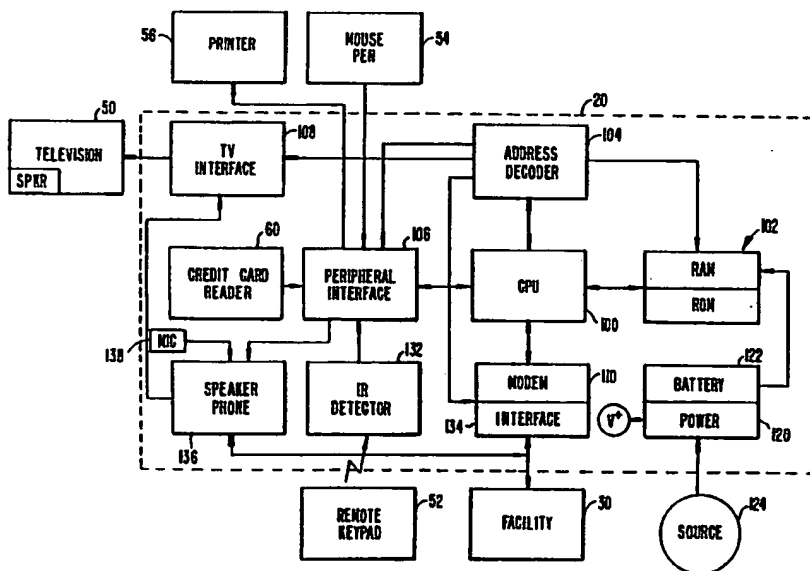 56
PRINTER
MOUSE
PEN
54
50
20
TELEVISION
SPKR
TV
INTERFACE
108
ADDRESS
DECODER
104
60
CREDIT CARD
READER
106
PERIPHERAL
INTERFACE
CPU
100
102
RAM
ROM
138
MIC
SPEAKER
PHONE
136
132
IR
DETECTOR
MODEM
110
134
INTERFACE
V+
122
BATTERY
POWER
120
REMOTE
KEYPAD
52
FACILITY
30
SOURCE
124